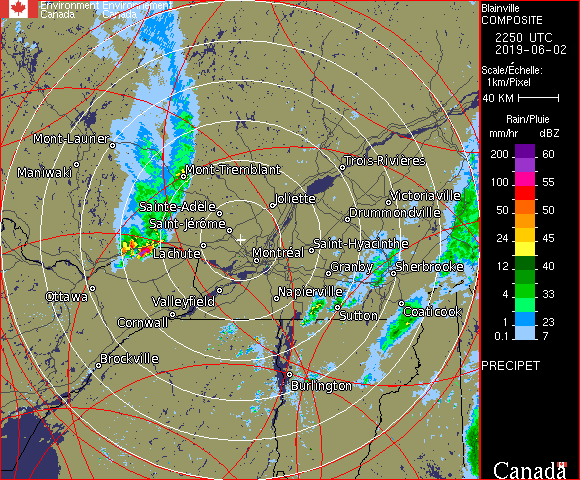 Environment Environnement
Canada Canada
Blainville
COMPOSITE
2250 UTC
2019-06-02
Scale/Échelle:
1km/Pixel
40 KM
Rain/Pluie
mm/hr dBZ
200 60
100 55
50 50
24 45
12 40
4 33
1 23
0.1 7
PRECIPET
Mont-Laurier
Maniwaki
Mont-Tremblant
Trois-Rivières
Sainte-Adèle
Joliette
Victoriaville
Saint-Jérôme
Drummondville
Lachute
Montréal
Saint-Hyacinthe
Granby
Sherbrooke
Ottawa
Valleyfield
Napierville
Cornwall
Sutton
Coaticook
Brockville
Burlington
Canada